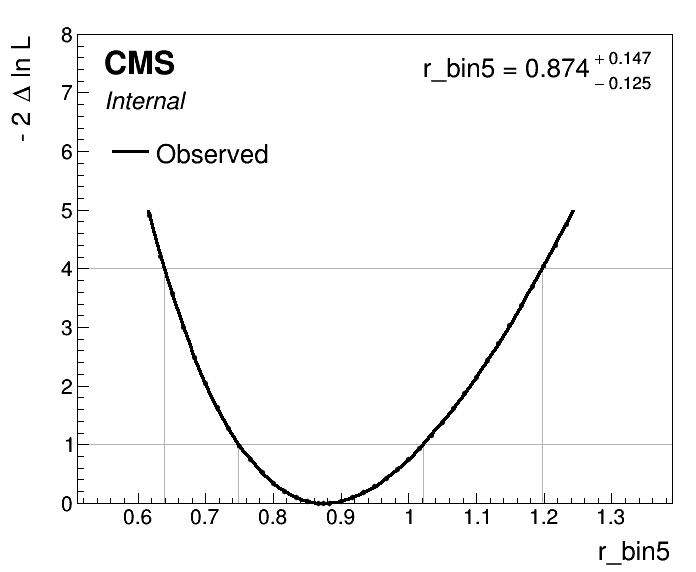 CMS
Internal
r_bin5 = 0.874 + 0.147 − 0.125
Observed
- 2 Δ ln L
8
7
6
5
4
3
2
1
0
0.6 0.7 0.8 0.9 1 1.1 1.2 1.3
r_bin5